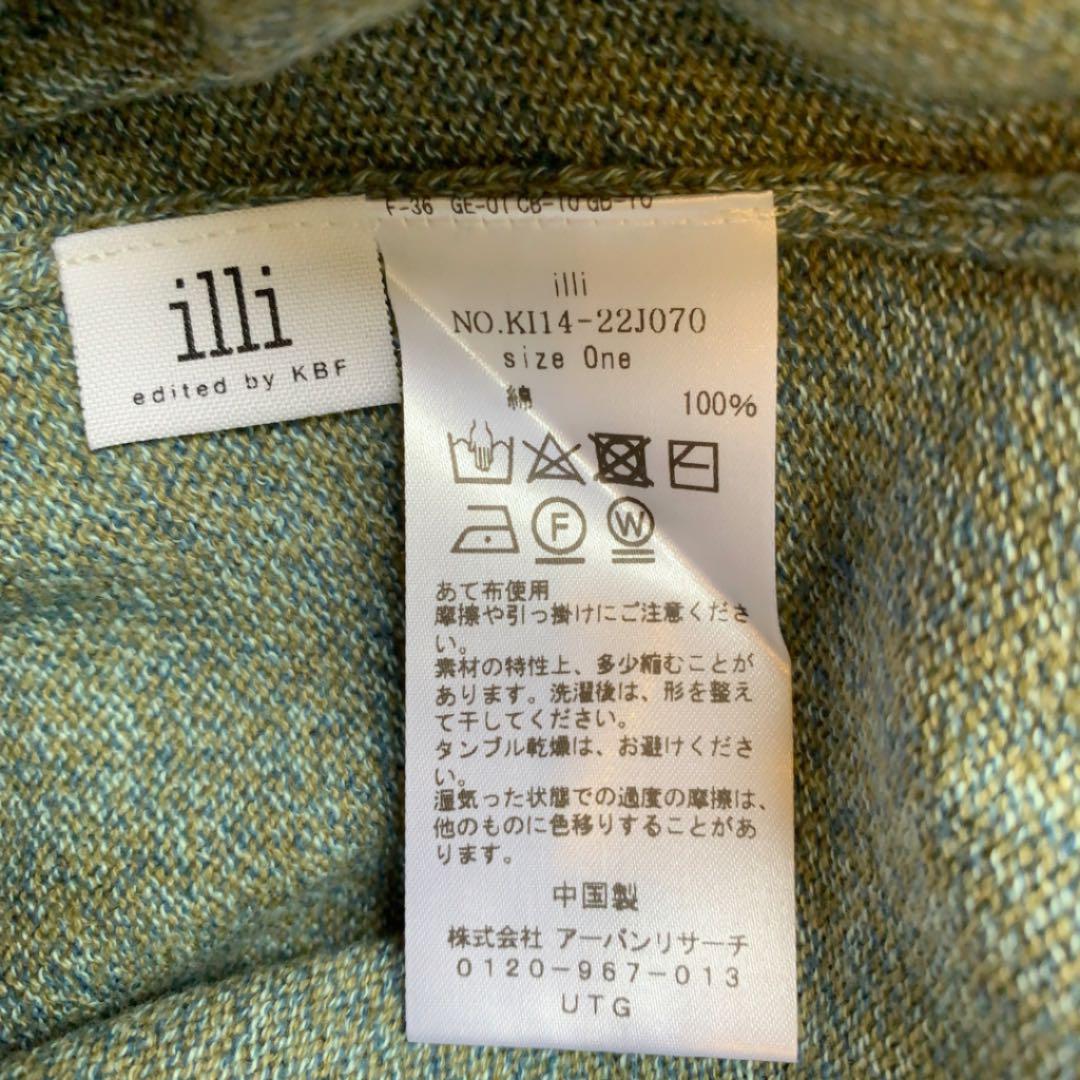 illi
edited by KBF
F-36 GE-01 CB-10 GD-10
illi
NO.KI14-22J070
size One
綿 100%
F W
あて布使用
摩擦や引っ掛けにご注意くださ
い。
素材の特性上、多少縮むことが
あります。洗濯後は、形を整え
て干してください。
タンブル乾燥は、お避けくださ
い。
湿気った状態での過度の摩擦は、
他のものに色移りすることがあ
ります。
中国製
株式会社 アーバンリサーチ
0120-967-013
UTG